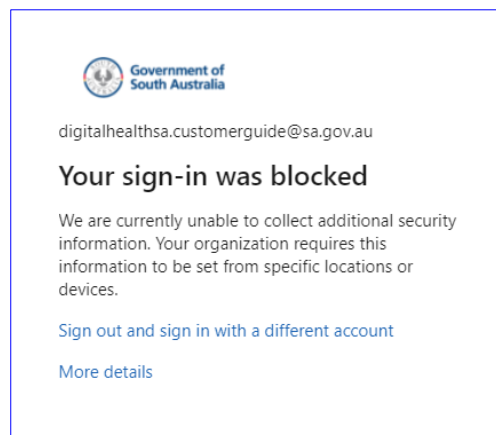 Government of
South Australia
digitalhealthsa.customerguide@sa.gov.au
Your sign-in was blocked
We are currently unable to collect additional security
information. Your organization requires this
information to be set from specific locations or
devices.
Sign out and sign in with a different account
More details